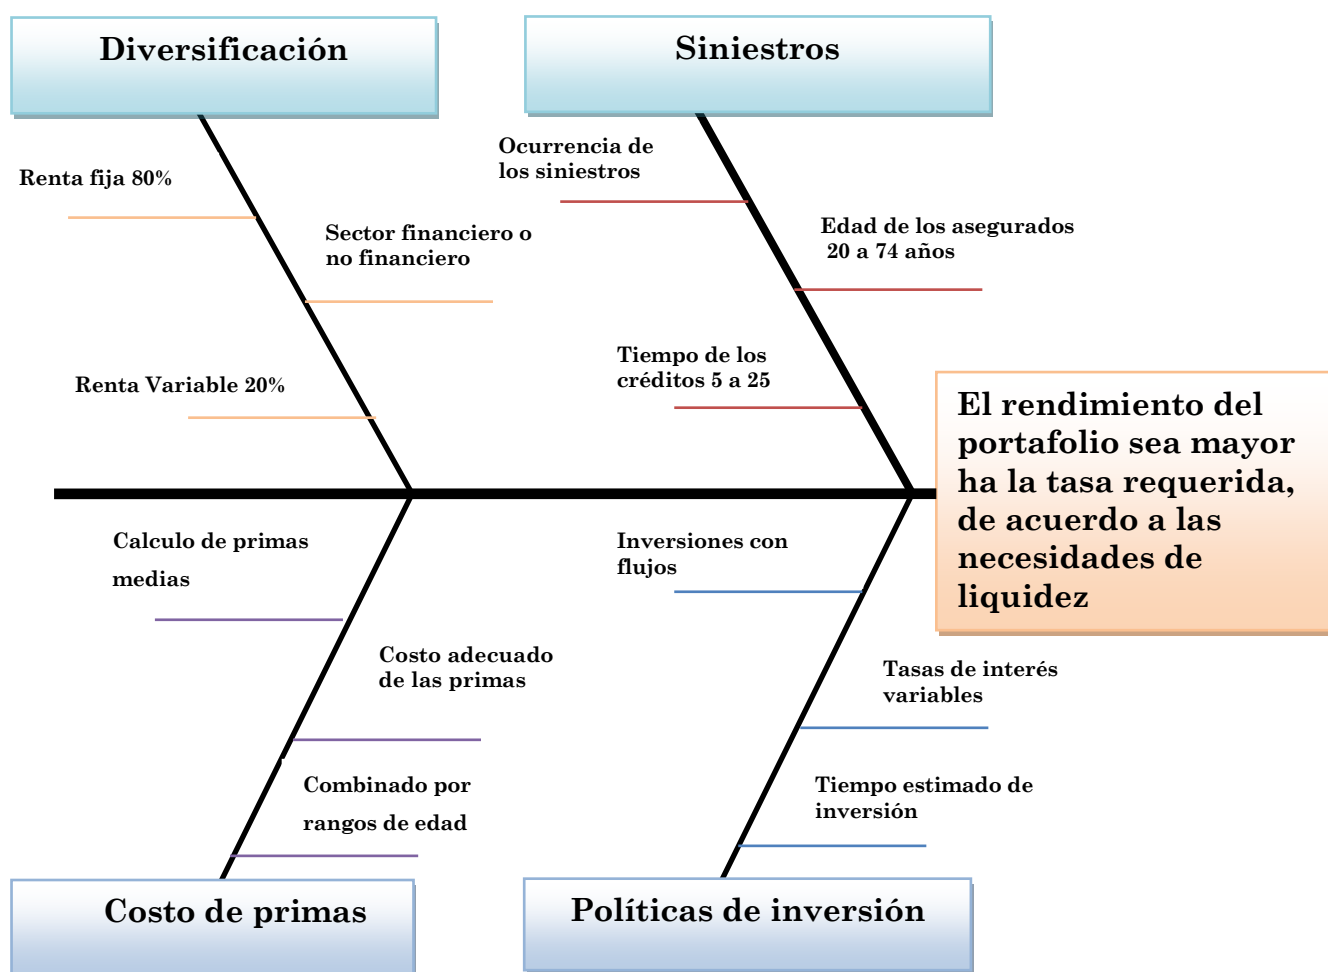 Diversificación
Siniestros
Ocurrencia de
los siniestros
Renta fija 80%
Edad de los asegurados
20 a 74 años
Sector financiero o
no financiero
Tiempo de los
créditos 5 a 25
Renta Variable 20%
El rendimiento del
portafolio sea mayor
ha la tasa requerida,
de acuerdo a las
necesidades de
liquidez
Calculo de primas
medias
Inversiones con
flujos
Costo adecuado
de las primas
Tasas de interés
variables
Combinado por
rangos de edad
Tiempo estimado de
inversión
Costo de primas
Políticas de inversión